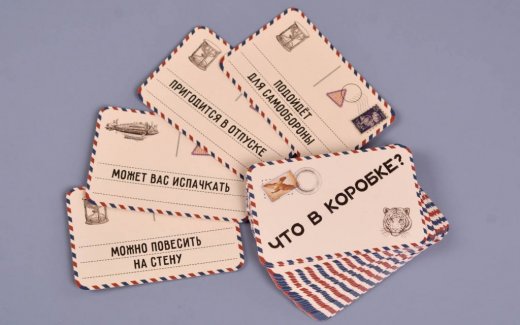 ПОДОЙДЁТ
ДЛЯ САМООБОРОНЫ
ПРИГОДИТСЯ В ОТПУСКЕ
МОЖЕТ ВАС ИСПАЧКАТЬ
МОЖНО ПОВЕСИТЬ
НА СТЕНУ
ЧТО В КОРОБКЕ?